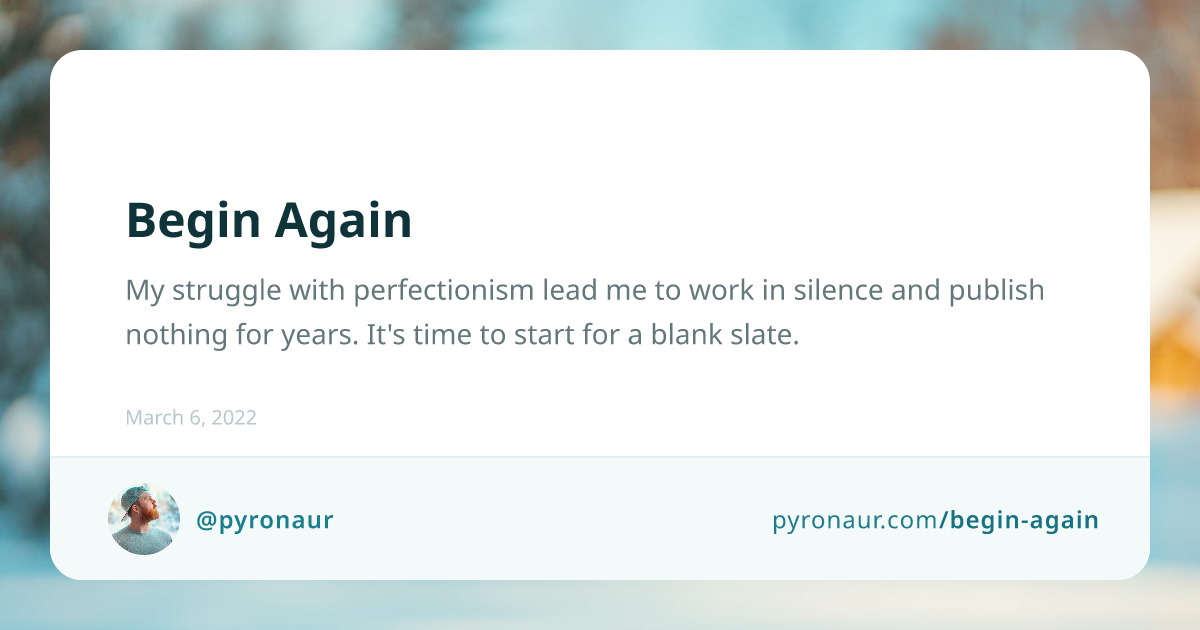 Begin Again
My struggle with perfectionism lead me to work in silence and publish
nothing for years. It's time to start for a blank slate.
March 6, 2022
@pyronaur
pyronaur.com/begin-again